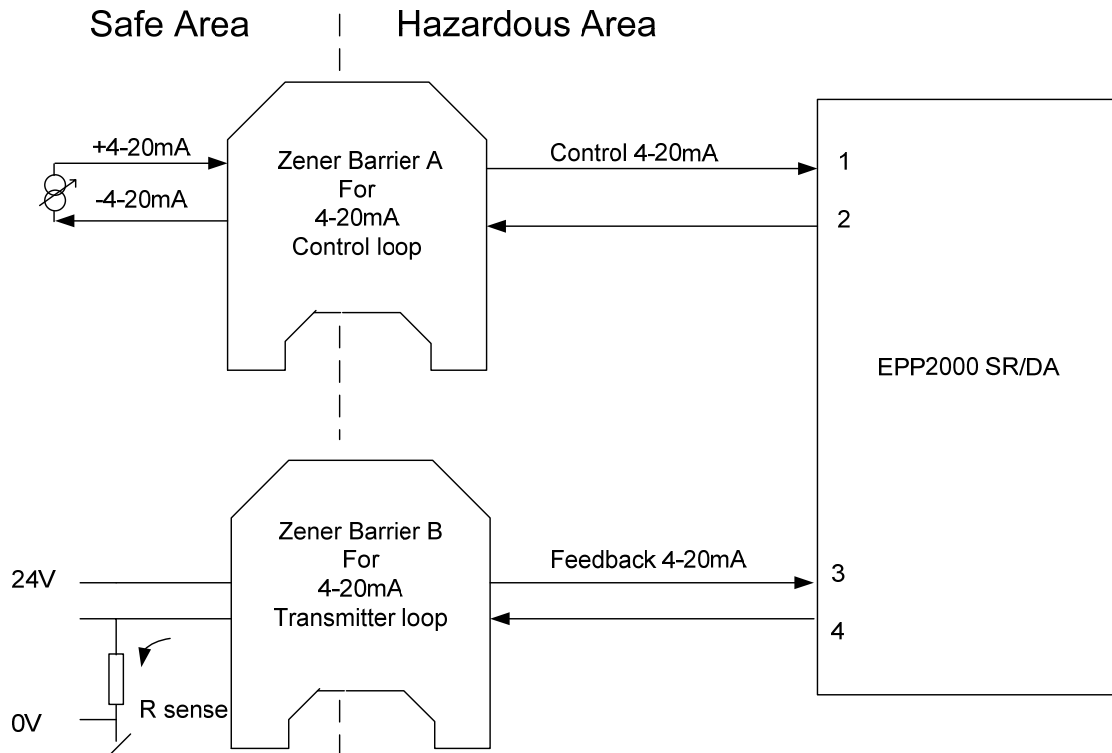 Safe Area
Hazardous Area
+4-20mA
-4-20mA
Zener Barrier A
For
4-20mA
Control loop
Control 4-20mA
1
2
EPP2000 SR/DA
24V
0V
R sense
Zener Barrier B
For
4-20mA
Transmitter loop
Feedback 4-20mA
3
4